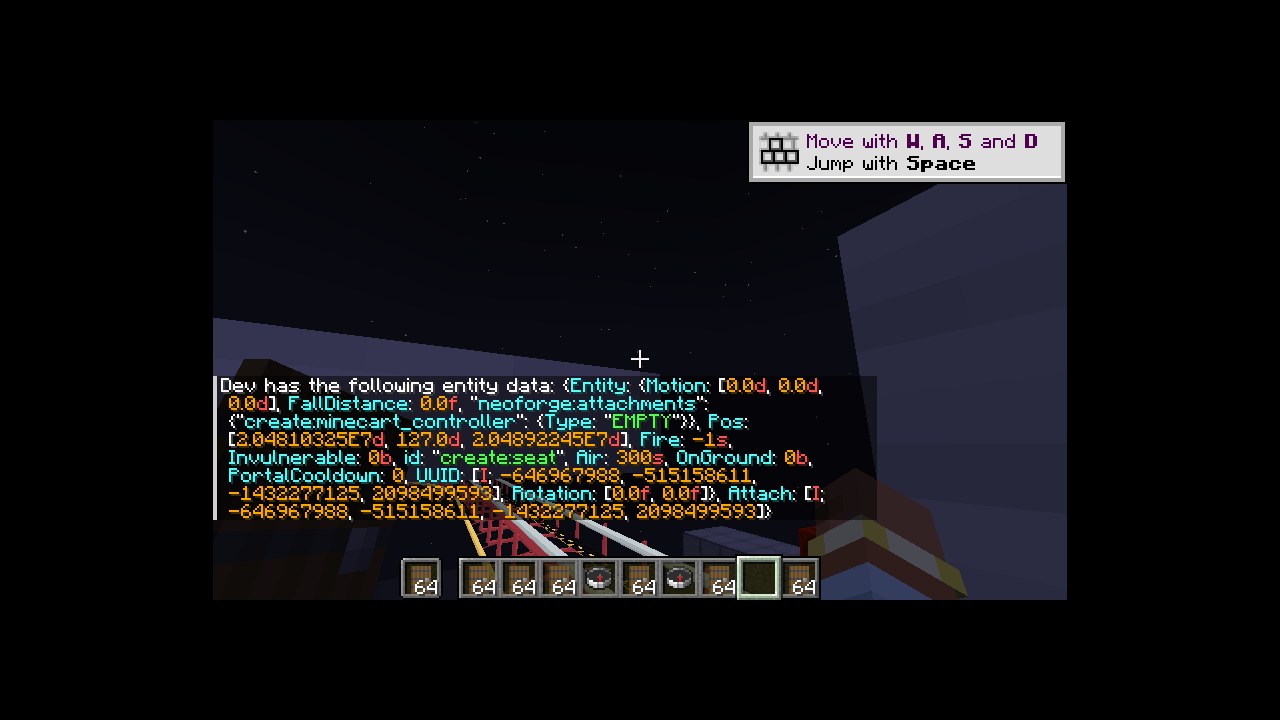 Move with W, A, S and D
Jump with Space
Dev has the following entity data: {Entity: {Motion: [0.0d, 0.0d,
0.0d], FallDistance: 0.0f, "neoforge:attachments":
{"create:minecart_controller": {Type: "EMPTY"}}, Pos:
[2.04810325E7d, 127.0d, 2.04892245E7d], Fire: -1s,
Invulnerable: 0b, id: "create:seat", Air: 300s, OnGround: 0b,
PortalCooldown: 0, UUID: [I; -646967988, -515158611,
-1432277125, 2098499593], Rotation: [0.0f, 0.0f]}, Attach: [I;
-646967988, -515158611, -1432277125, 2098499593]}
64 64 64 64 64 64 64